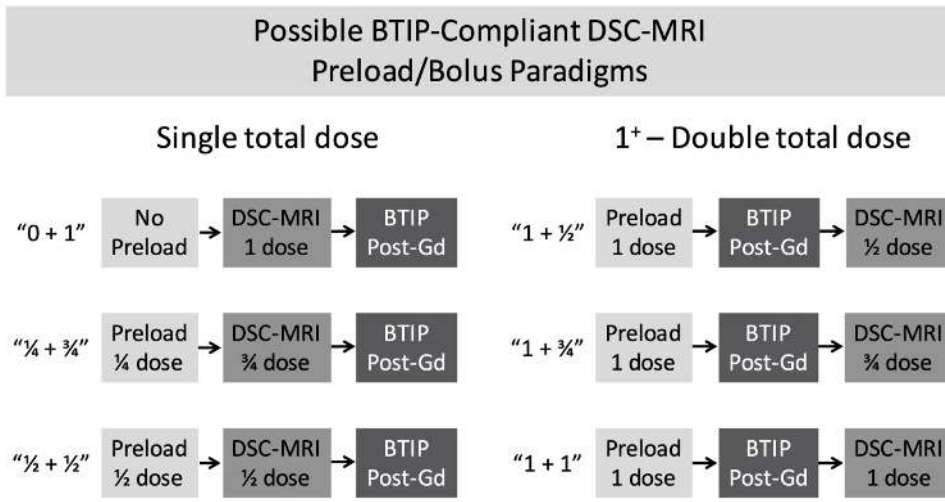 Possible BTIP-Compliant DSC-MRI
Preload/Bolus Paradigms
Single total dose
“0 + 1”
No
Preload
DSC-MRI
1 dose
BTIP
Post-Gd
“¼ + ¾”
Preload
¼ dose
DSC-MRI
¾ dose
BTIP
Post-Gd
“½ + ½”
Preload
½ dose
DSC-MRI
½ dose
BTIP
Post-Gd
1⁺ – Double total dose
“1 + ½”
Preload
1 dose
BTIP
Post-Gd
DSC-MRI
½ dose
“1 + ¾”
Preload
1 dose
BTIP
Post-Gd
DSC-MRI
¾ dose
“1 + 1”
Preload
1 dose
BTIP
Post-Gd
DSC-MRI
1 dose